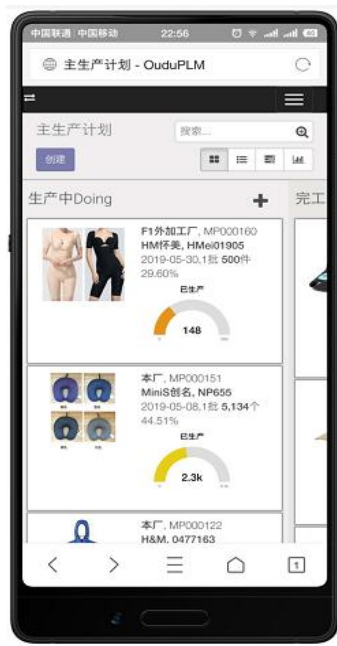 中国联通 中国移动 22:56
主生产计划 - OuduPLM
主生产计划
搜索...
创建
生产中Doing
完工
F1外加工厂, MP000160
HM怀美, HMei01905
2019-05-30,1批 500件
29.60%
已生产
148
本厂, MP000151
MiniS创名, NP655
2019-05-08,1批 5,134个
44.51%
已生产
2.3k
本厂, MP000122
H&M, 0477163
1